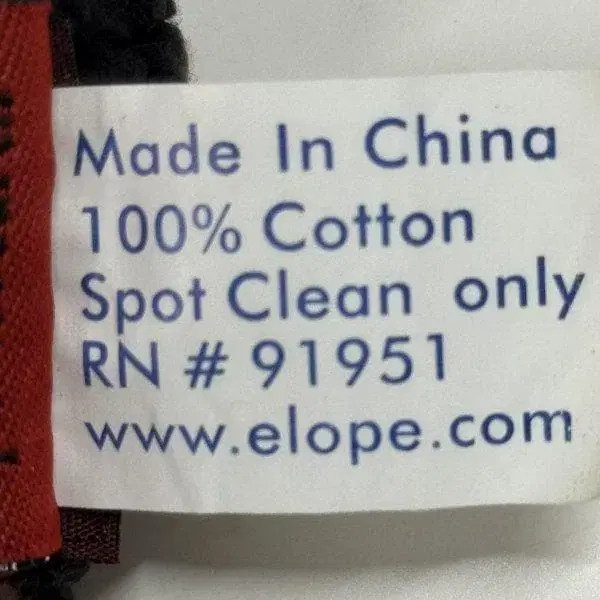 Made In China
100% Cotton
Spot Clean only
RN # 91951
www.elope.com